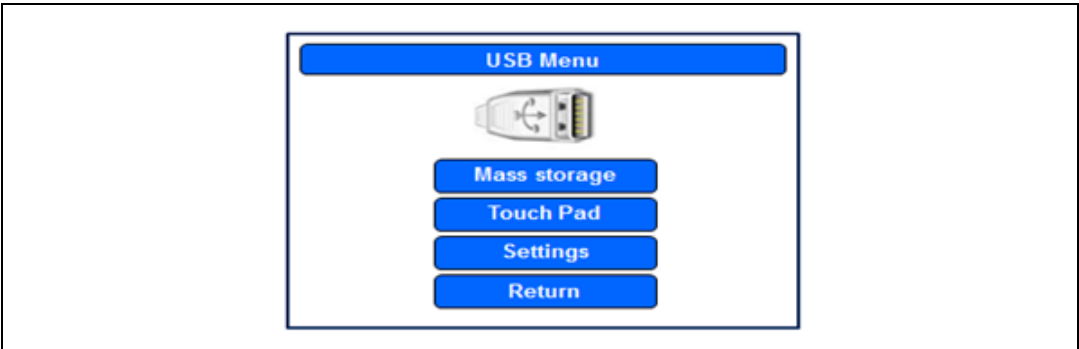 USB Menu
Mass storage
Touch Pad
Settings
Return